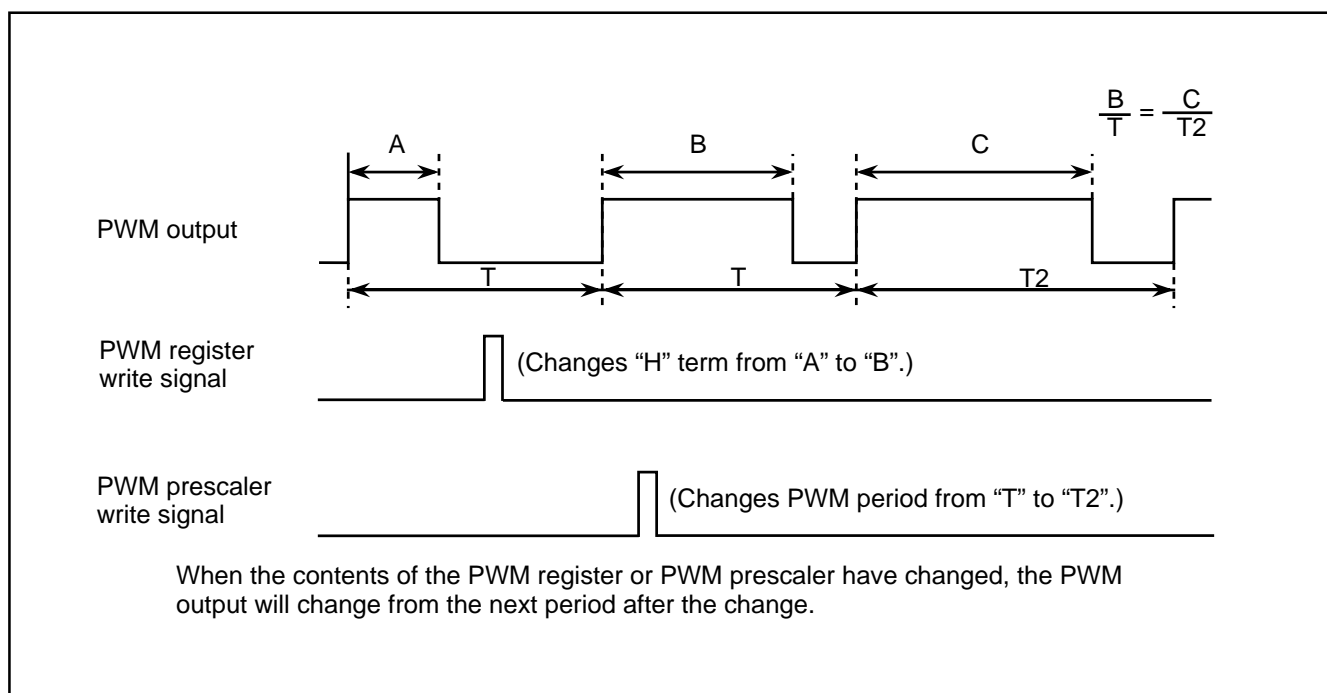 B = C
T T2
A B C
PWM output
T T T2
PWM register
write signal
(Changes “H” term from “A” to “B”.)
PWM prescaler
write signal
(Changes PWM period from “T” to “T2”.)
When the contents of the PWM register or PWM prescaler have changed, the PWM
output will change from the next period after the change.